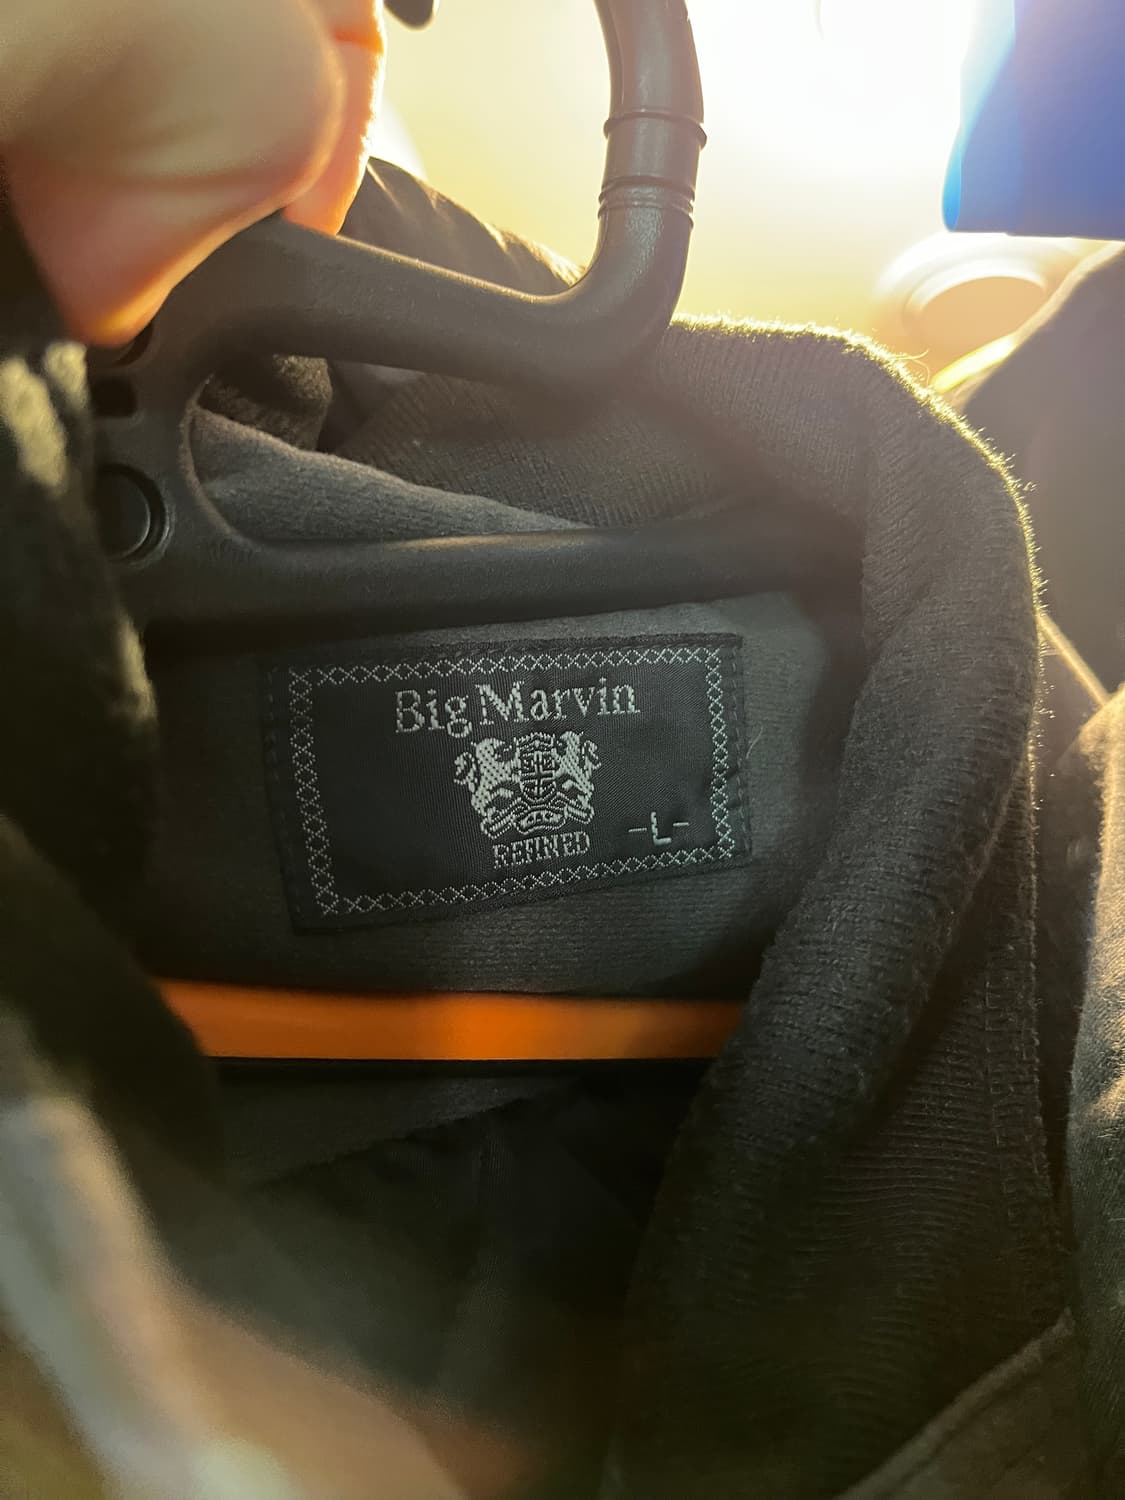 Big Marvin
REFINED
-L-